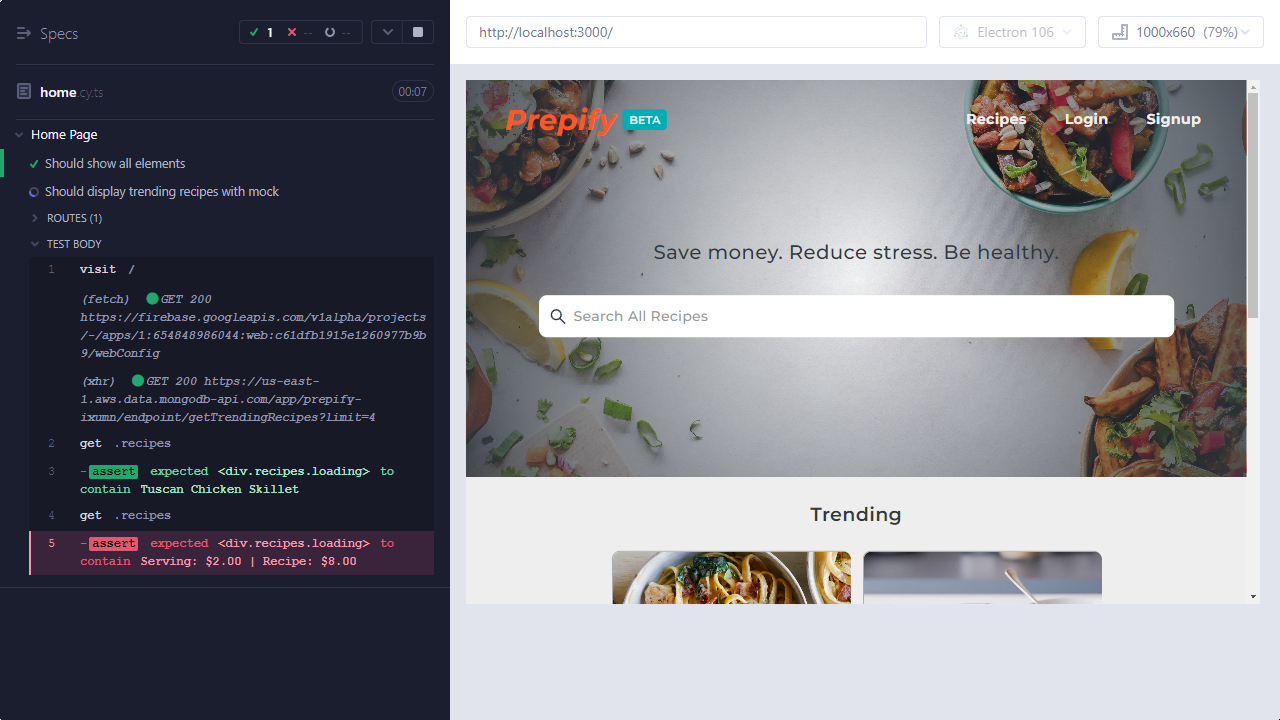 Specs
1 -- --
home.cy.ts
00:07
Home Page
Should show all elements
Should display trending recipes with mock
ROUTES (1)
TEST BODY
1 visit /
(fetch) GET 200
https://firebase.googleapis.com/v1alpha/projects
/-/apps/1:654848986044:web:c61dfb1915e1260977b9b
9/webConfig
(xhr) GET 200 https://us-east-
1.aws.data.mongodb-api.com/app/prepify-
ixumn/endpoint/getTrendingRecipes?limit=4
2 get .recipes
3 -assert expected <div.recipes.loading> to
contain Tuscan Chicken Skillet
4 get .recipes
5 -assert expected <div.recipes.loading> to
contain Serving: $2.00 | Recipe: $8.00
http://localhost:3000/
Electron 106
1000x660 (79%)
Prepify BETA
Recipes Login Signup
Save money. Reduce stress. Be healthy.
Search All Recipes
Trending